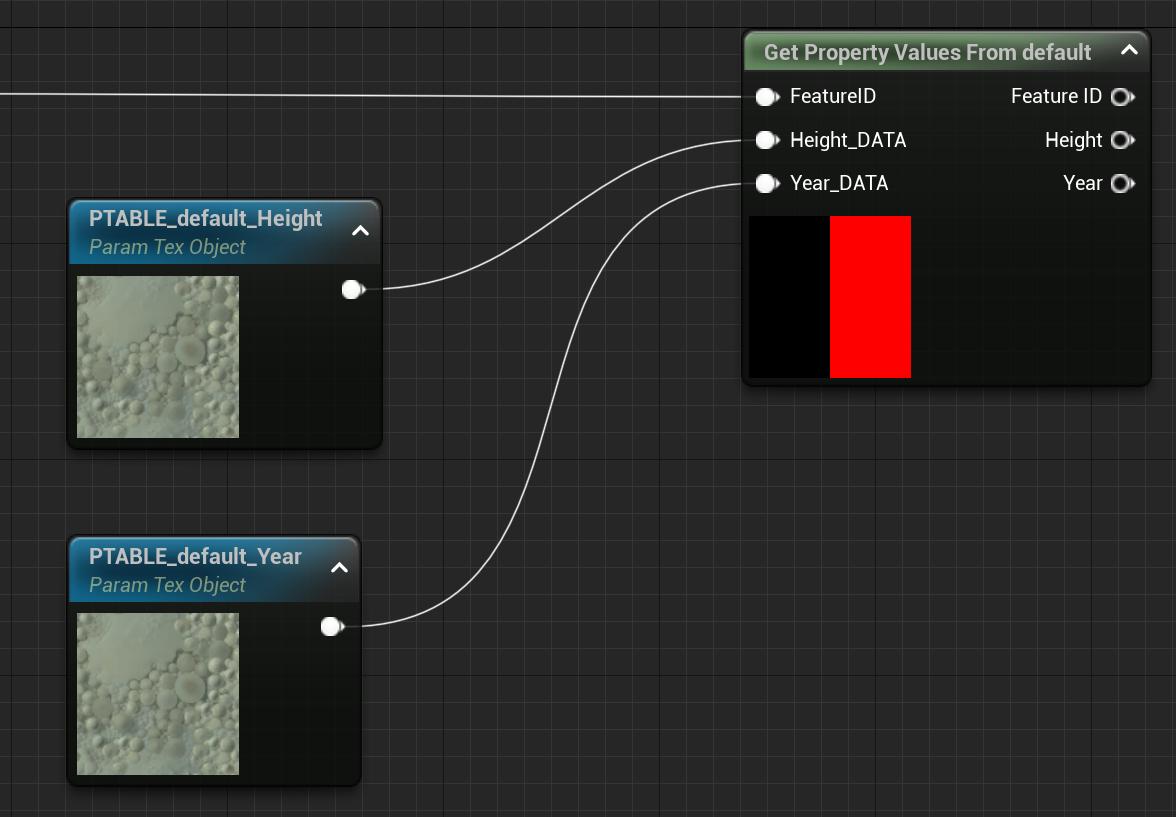 Get Property Values From default
FeatureID
Feature ID
Height_DATA
Height
Year_DATA
Year
PTABLE_default_Height
Param Tex Object
PTABLE_default_Year
Param Tex Object